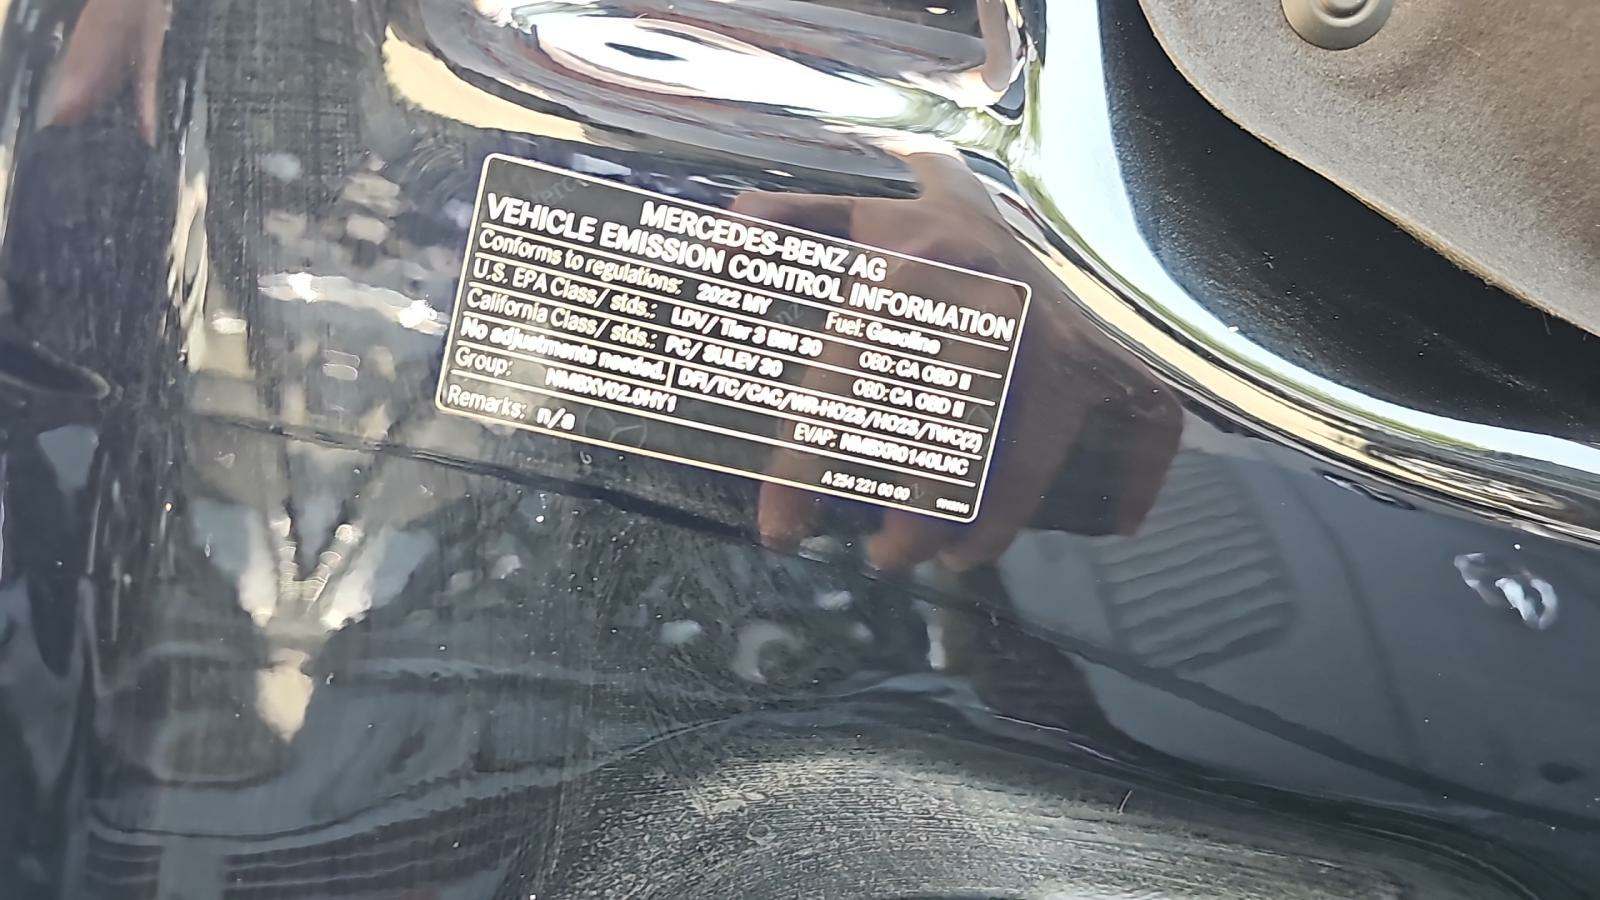 MERCEDES-BENZ AG
VEHICLE EMISSION CONTROL INFORMATION
Conforms to regulations: 2022 MY Fuel: Gasoline
U.S. EPA Class/ stds.: LDV/ Tier 3 BIN 30 OBD: CA OBD II
California Class/ stds.: PC/ SULEV 30 OBD: CA OBD II
No adjustments needed. DFI/TC/CAC/WR-HO2S/HO2S/TWC(2)
Group: NMBXV02.0HY1 EVAP: NMBXR0140LNC
Remarks: n/a
A 254 221 00 00